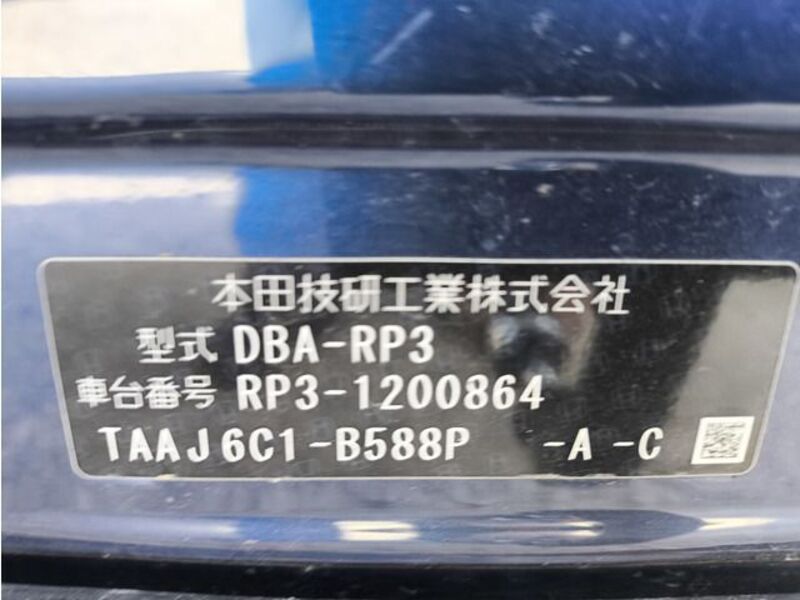 本田技研工業株式会社
型式 DBA-RP3
車台番号 RP3-1200864
TAAJ6C1-B588P -A -C